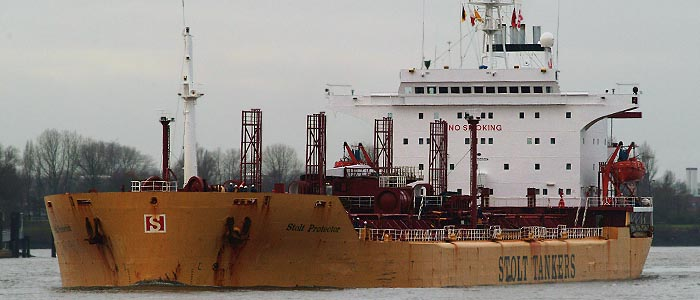 NO SMOKING
S
Stolt Protector
STOLT TANKERS